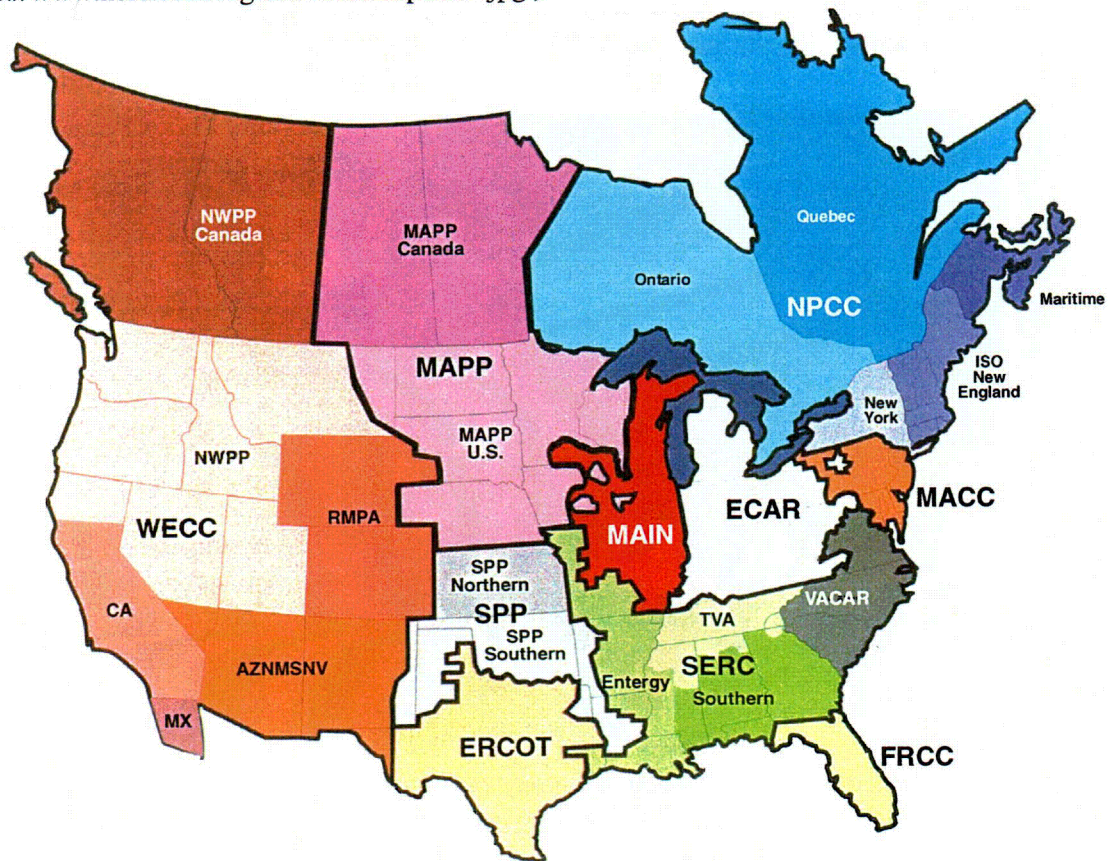 NWPP
Canada
MAPP
Canada
Quebec
Ontario
NPCC
Maritime
MAPP
ISO
New
England
New
York
MAPP
U.S.
NWPP
RMPA
WECC
ECAR
MACC
MAIN
SPP
Northern
SPP
CA
TVA
VACAR
SPP
Southern
AZNMSNV
SERC
Entergy
Southern
MX
ERCOT
FRCC